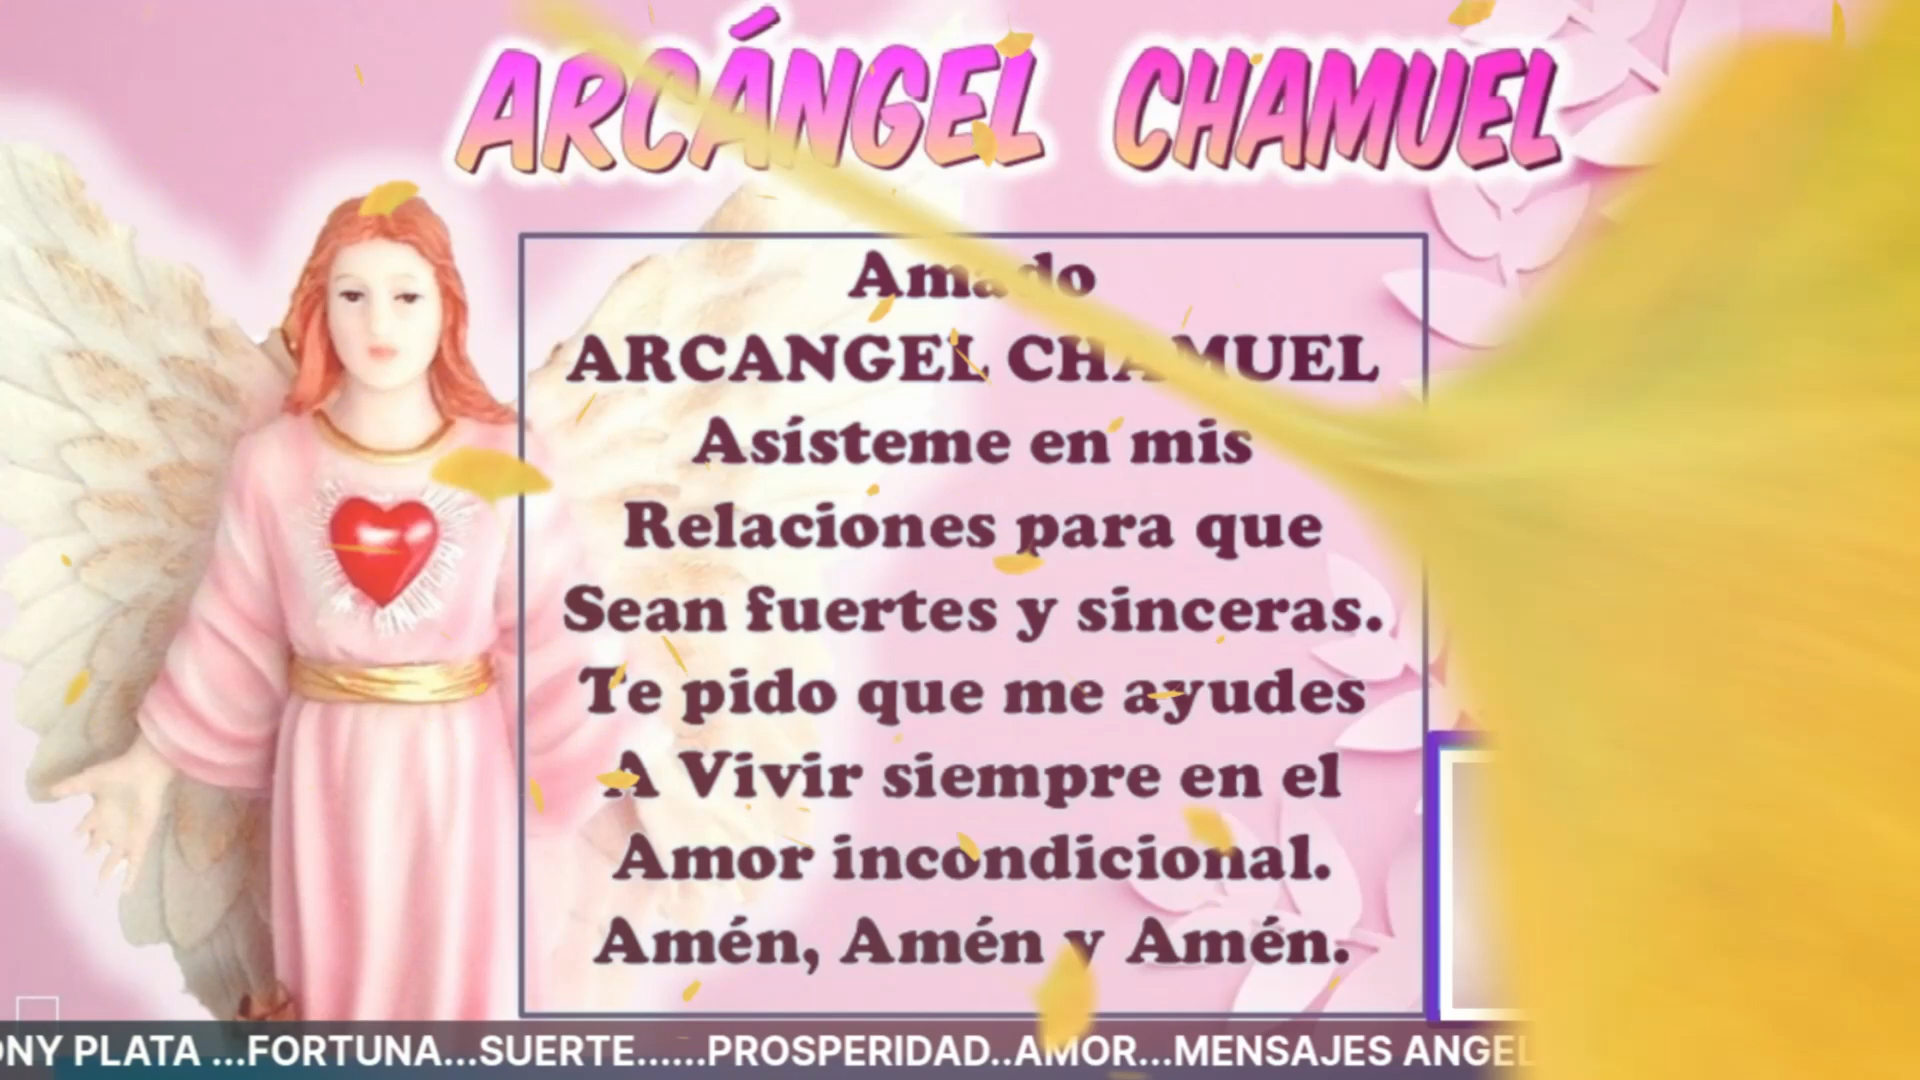 ARCÁNGEL CHAMUEL
Amado
ARCANGEL CHAMUEL
Asísteme en mis
Relaciones para que
Sean fuertes y sinceras.
Te pido que me ayudes
A Vivir siempre en el
Amor incondicional.
Amén, Amén y Amén.
PLATA ...FORTUNA...SUERTE......PROSPERIDAD..AMOR...MENSAJES